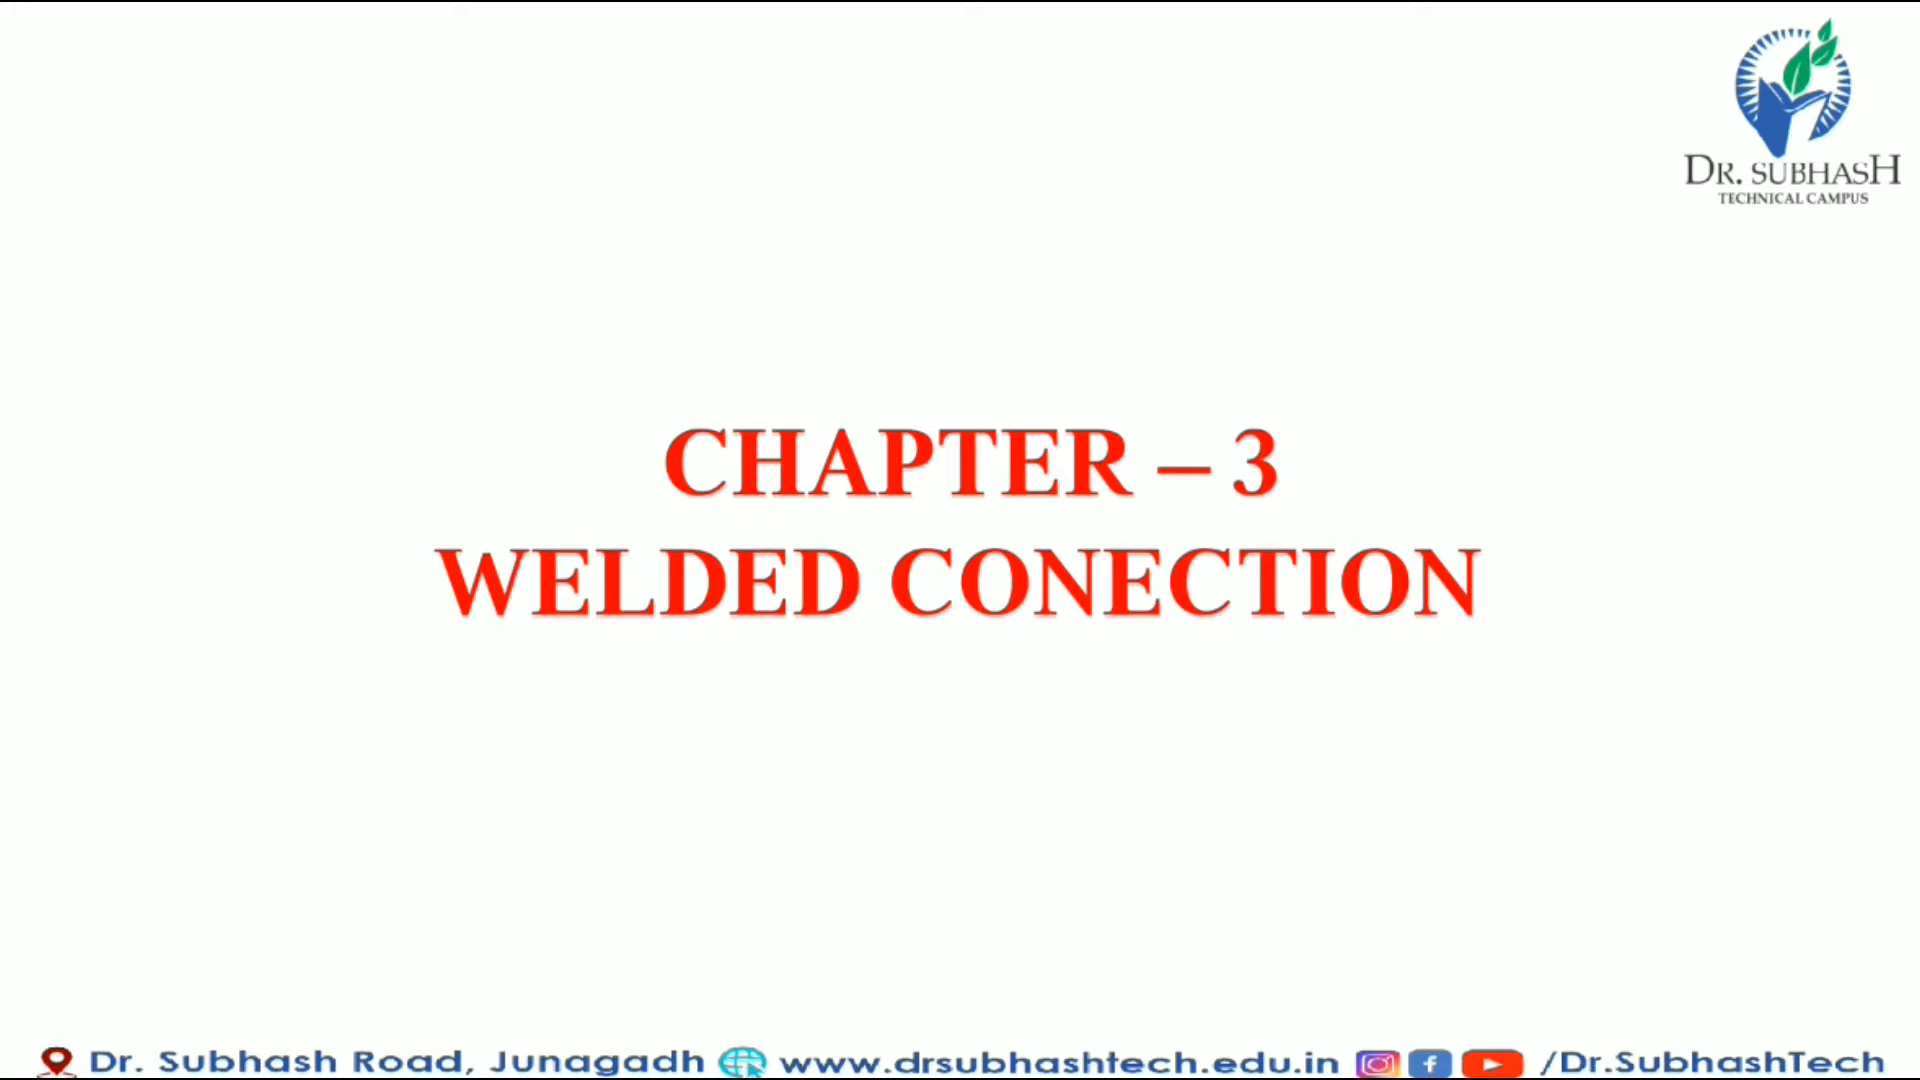 DR. SUBHASH
TECHNICAL CAMPUS
CHAPTER – 3
WELDED CONECTION
Dr. Subhash Road, Junagadh www.drsubhashtech.edu.in /Dr.SubhashTech